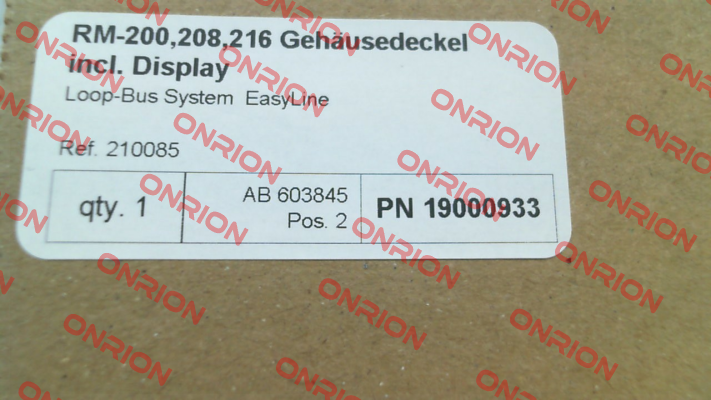 RM-200,208,216 Gehäusedeckel
incl. Display
Loop-Bus System EasyLine
Ref. 210085
qty. 1
AB 603845
Pos. 2
PN 19000933
ONRION